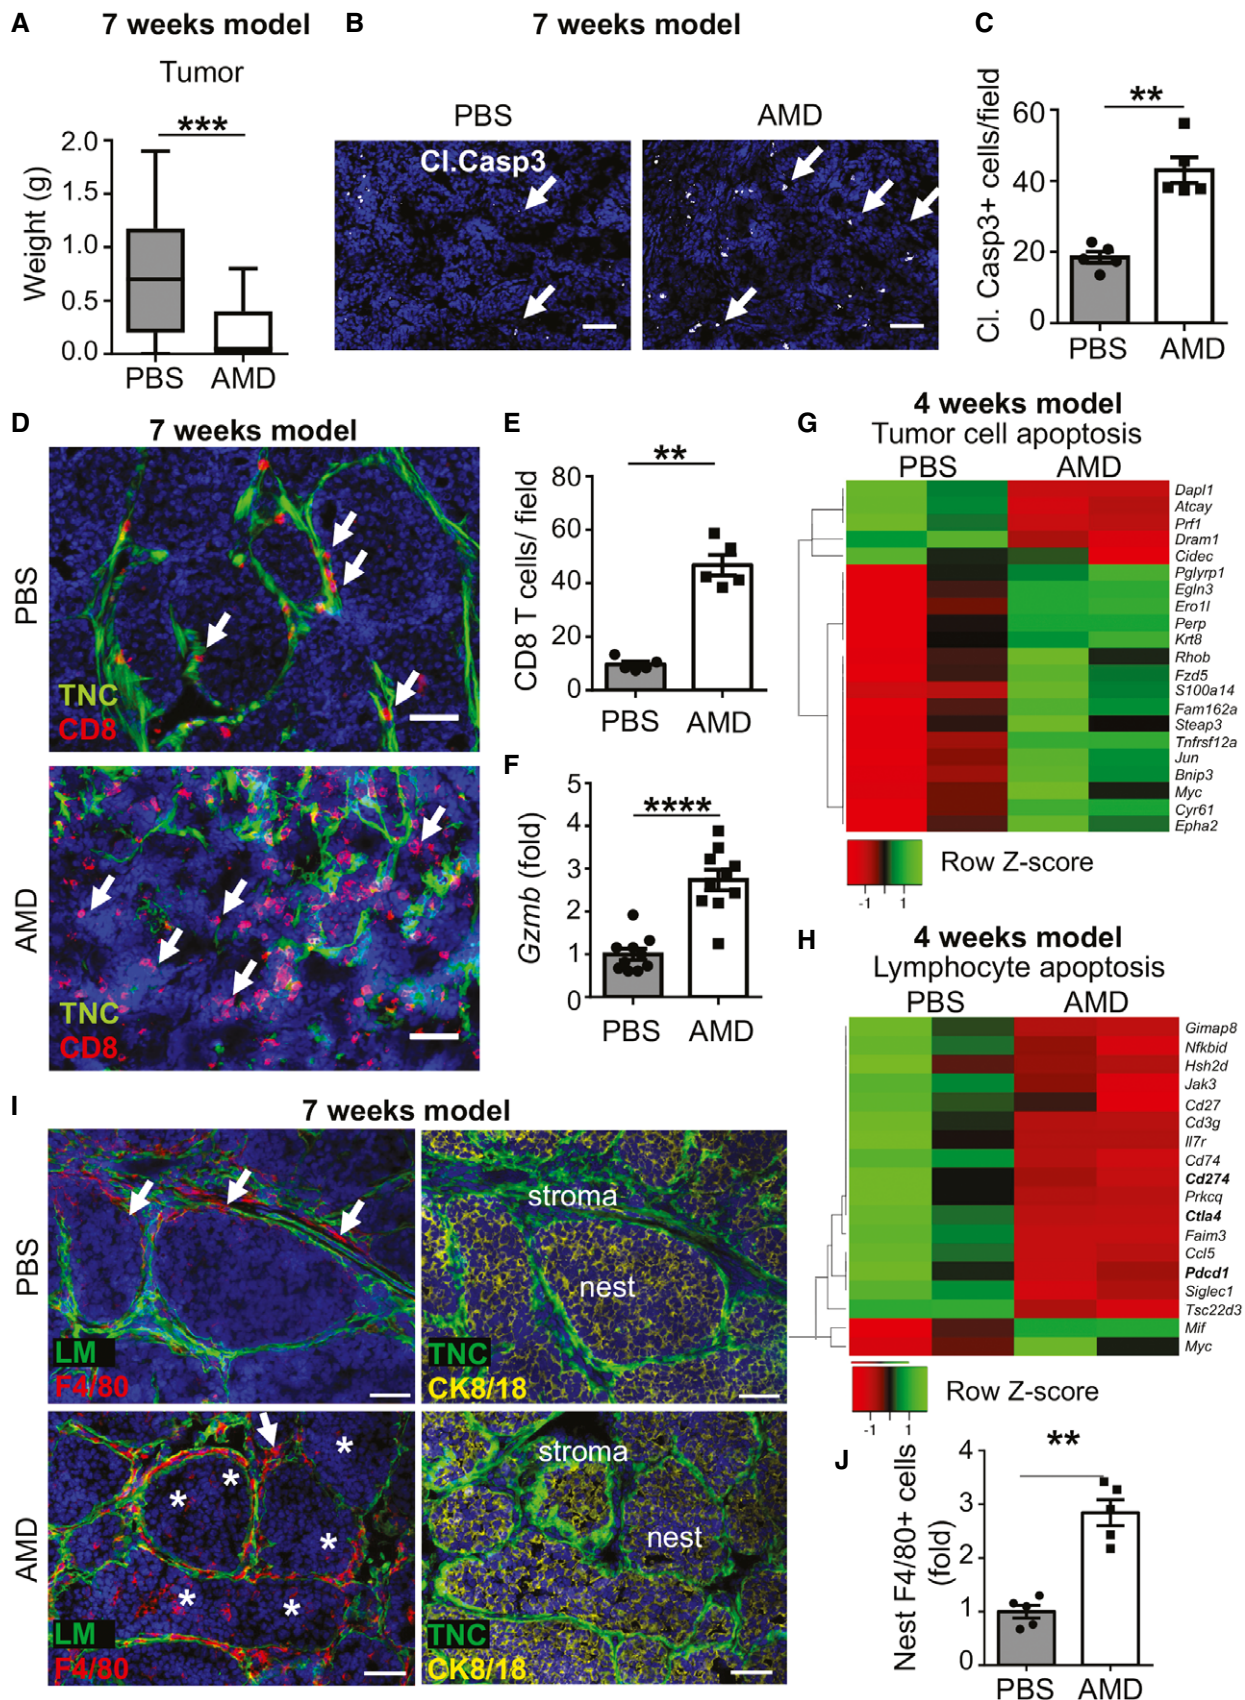 A
7 weeks model
Tumor
***
Weight (g)
2.0
1.5
1.0
0.5
0.0
PBS
AMD
B
7 weeks model
PBS
AMD
Cl.Casp3
C
Cl. Casp3+ cells/field
**
60
40
20
0
PBS
AMD
D
7 weeks model
PBS
TNC
CD8
AMD
TNC
CD8
E
CD8 T cells/ field
**
80
60
40
20
0
PBS
AMD
F
Gzmb (fold)
****
5
4
3
2
1
0
PBS
AMD
G
4 weeks model
Tumor cell apoptosis
PBS
AMD
Dapl1
Atcay
Prf1
Dram1
Cidec
Pglyrp1
Egln3
Ero1l
Perp
Krt8
Rhob
Fzd5
S100a14
Fam162a
Steap3
Tnfrsf12a
Jun
Bnip3
Myc
Cyr61
Epha2
Row Z-score
-1
1
H
4 weeks model
Lymphocyte apoptosis
PBS
AMD
Gimap8
Nfkbid
Hsh2d
Jak3
Cd27
Cd3g
Il7r
Cd74
Cd274
Prkcq
Ctla4
Faim3
Ccl5
Pdcd1
Siglec1
Tsc22d3
Mif
Myc
Row Z-score
-1
1
I
7 weeks model
PBS
LM
F4/80
stroma
nest
TNC
CK8/18
AMD
*
*
*
*
*
*
LM
F4/80
stroma
nest
TNC
CK8/18
J
Nest F4/80+ cells
(fold)
**
4
3
2
1
0
PBS
AMD